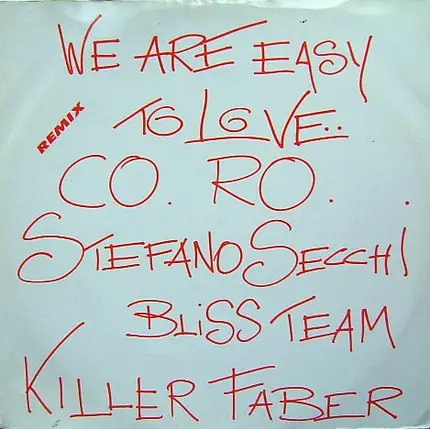 WE ARE EASY
TO LOVE..
REMIX
CO. RO. .
STEFANO SECCHI
BLiSS TEAM
KILLER FABER